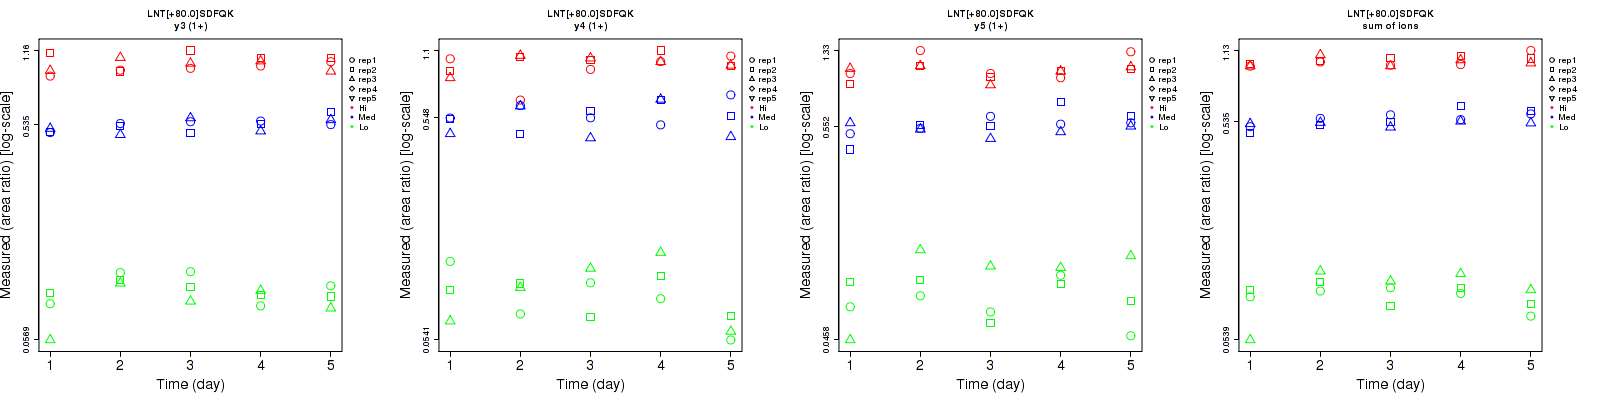 LNT[+80.0]SDFQK
y3 (1+)
Measured (area ratio) [log-scale]
1.16
0.535
0.0569
1 2 3 4 5
Time (day)
rep1
rep2
rep3
rep4
rep5
Hi
Med
Lo
LNT[+80.0]SDFQK
y4 (1+)
Measured (area ratio) [log-scale]
1.1
0.548
0.0541
1 2 3 4 5
Time (day)
rep1
rep2
rep3
rep4
rep5
Hi
Med
Lo
LNT[+80.0]SDFQK
y5 (1+)
Measured (area ratio) [log-scale]
1.33
0.552
0.0458
1 2 3 4 5
Time (day)
rep1
rep2
rep3
rep4
rep5
Hi
Med
Lo
LNT[+80.0]SDFQK
sum of ions
Measured (area ratio) [log-scale]
1.13
0.535
0.0539
1 2 3 4 5
Time (day)
rep1
rep2
rep3
rep4
rep5
Hi
Med
Lo